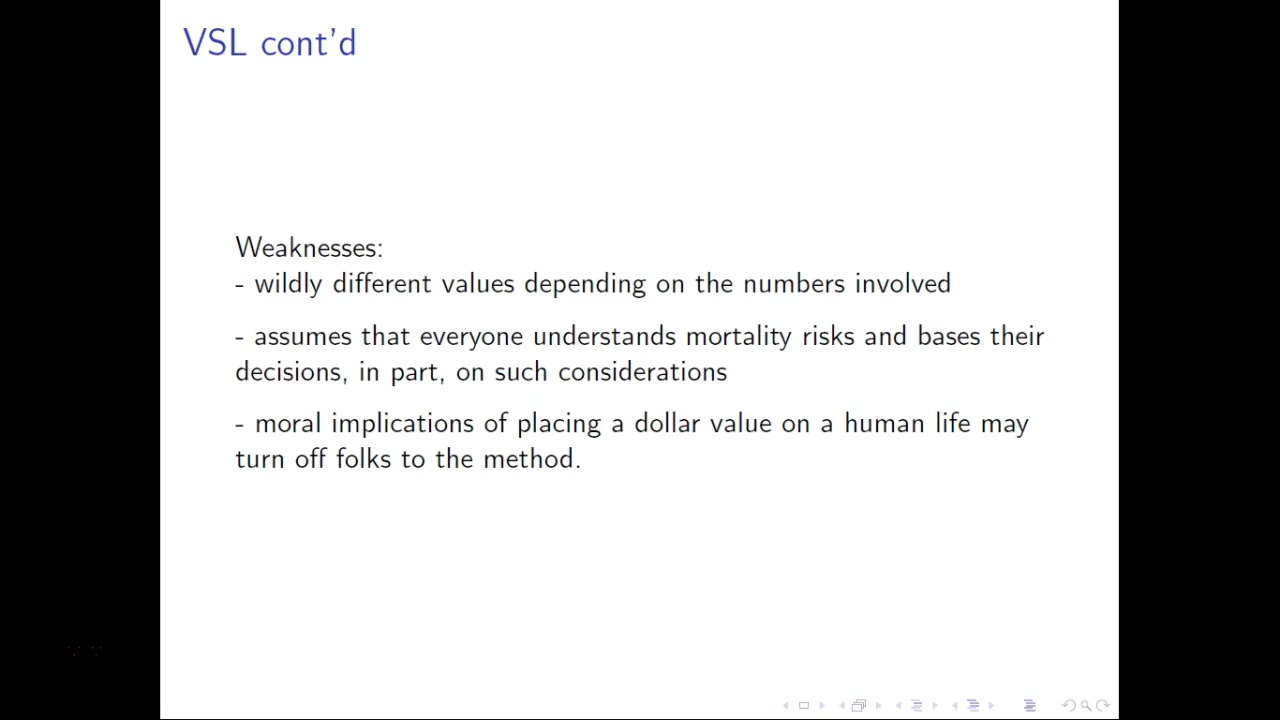 VSL cont'd
Weaknesses:
- wildly different values depending on the numbers involved
- assumes that everyone understands mortality risks and bases their
decisions, in part, on such considerations
- moral implications of placing a dollar value on a human life may
turn off folks to the method.